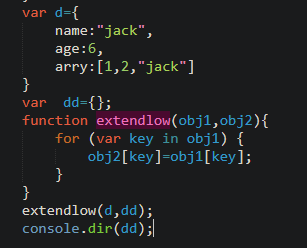 var d={
name:"jack",
age:6,
arry:[1,2,"jack"]
}
var  dd={};
function extendlow(obj1,obj2){
for (var key in obj1) {
obj2[key]=obj1[key];
}
}
extendlow(d,dd);
console.dir(dd);